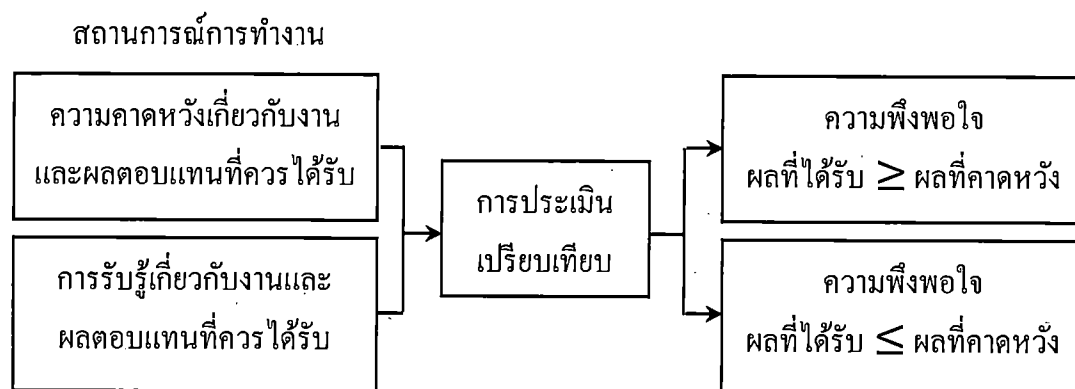 สถานการณ์การทำงาน
ความคาดหวังเกี่ยวกับงาน
และผลตอบแทนที่ควรได้รับ
การรับรู้เกี่ยวกับงานและ
ผลตอบแทนที่ควรได้รับ
การประเมิน
เปรียบเทียบ
ความพึงพอใจ
ผลที่ได้รับ ≥ ผลที่คาดหวัง
ความพึงพอใจ
ผลที่ได้รับ ≤ ผลที่คาดหวัง